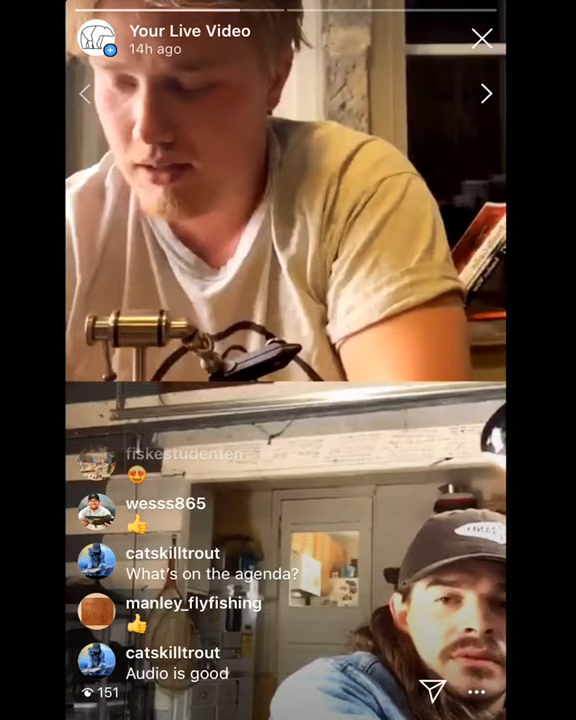 Your Live Video
14h ago
fiskestudenten
😍
wesss865
👍
catskilltrout
What's on the agenda?
manley_flyfishing
👍
catskilltrout
Audio is good
151